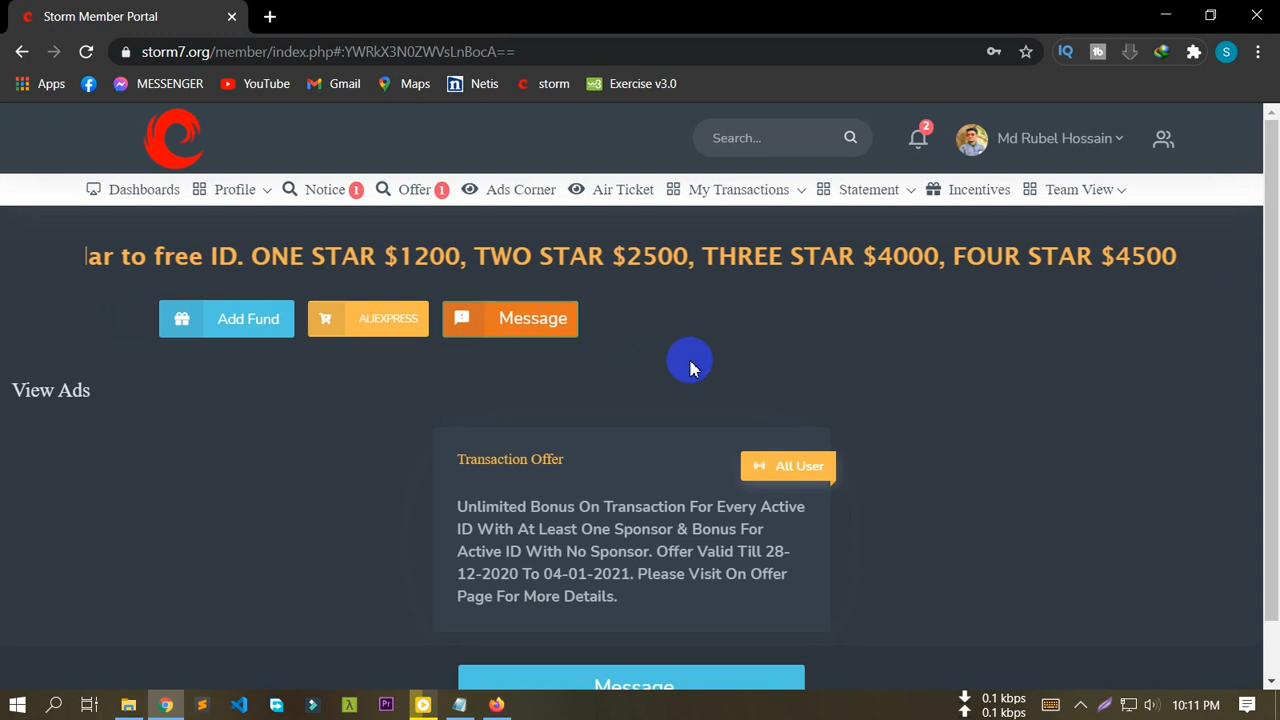 Storm Member Portal
storm7.org/member/index.php#:YWRkX3N0ZWVsLnBocA==
Apps MESSENGER YouTube Gmail Maps Netis storm Exercise v3.0
Search... 2 Md Rubel Hossain
Dashboards Profile Notice 1 Offer 1 Ads Corner Air Ticket My Transactions Statement Incentives Team View
lar to free ID. ONE STAR $1200, TWO STAR $2500, THREE STAR $4000, FOUR STAR $4500
Add Fund ALIEXPRESS Message
View Ads
Transaction Offer
All User
Unlimited Bonus On Transaction For Every Active
ID With At Least One Sponsor & Bonus For
Active ID With No Sponsor. Offer Valid Till 28-
12-2020 To 04-01-2021. Please Visit On Offer
Page For More Details.
Message
0.1 kbps
0.1 kbps
10:11 PM